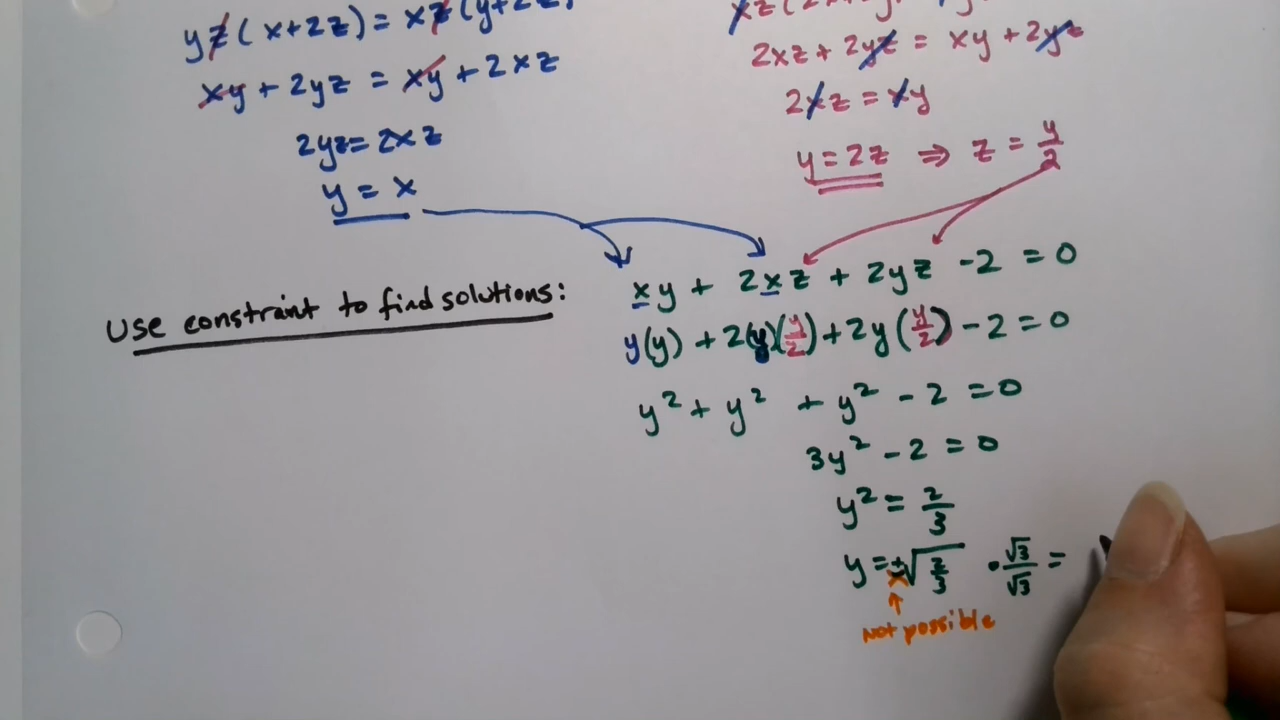 yz(x+2z) = xz(y+2z)
xy + 2yz = xy + 2xz
2yz = 2xz
y = x
2xz + 2yz = xy + 2yz
2xz = xy
y = 2z ⇒ z = y/2
Use constraint to find solutions:
xy + 2xz + 2yz - 2 = 0
y(y) + 2(y)(y/2) + 2y(y/2) - 2 = 0
y² + y² + y² - 2 = 0
3y² - 2 = 0
y² = 2/3
y = ±√(2/3) · √3/√3 =
Not possible